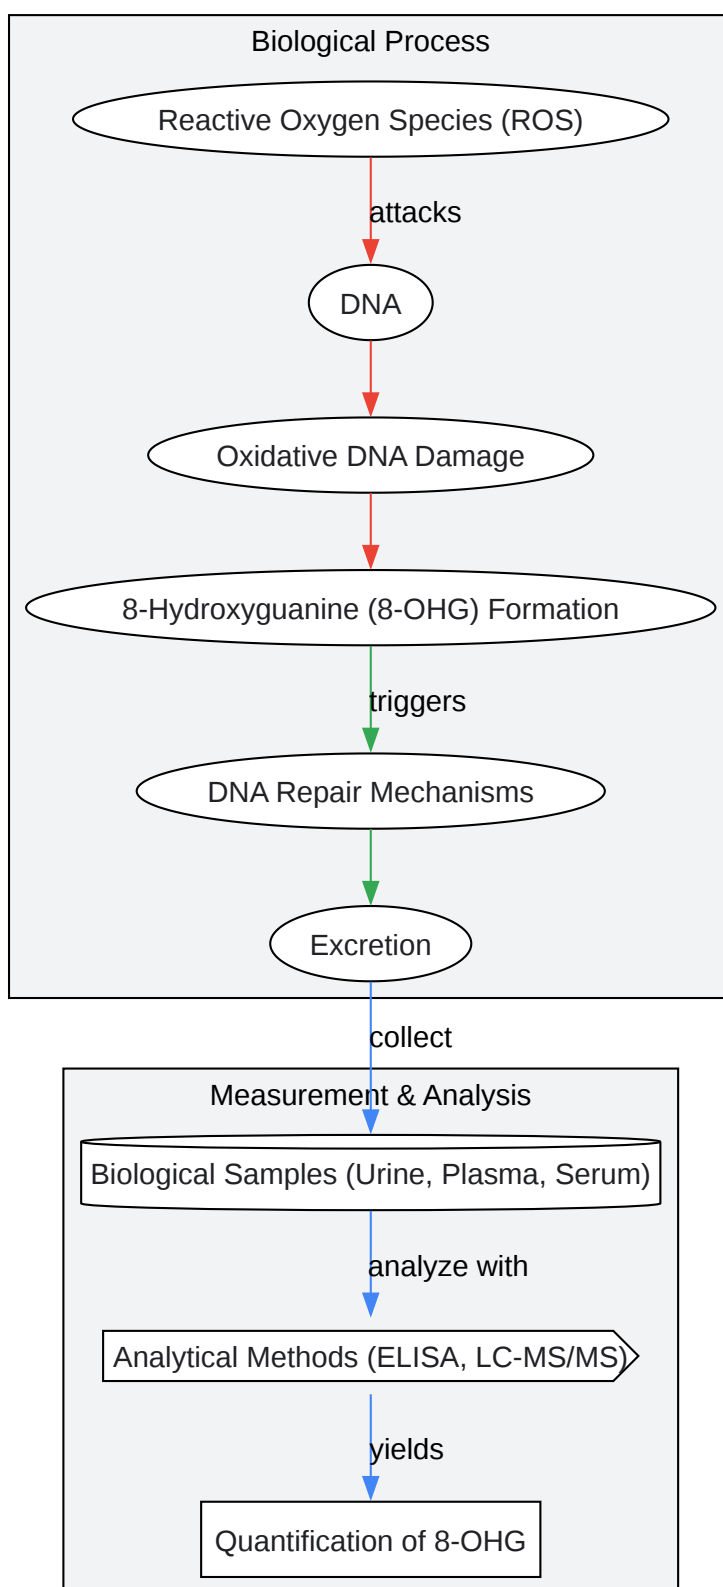 Biological Process
Reactive Oxygen Species (ROS)
attacks
DNA
Oxidative DNA Damage
8-Hydroxyguanine (8-OHG) Formation
triggers
DNA Repair Mechanisms
Excretion
collect
Measurement & Analysis
Biological Samples (Urine, Plasma, Serum)
analyze with
Analytical Methods (ELISA, LC-MS/MS)
yields
Quantification of 8-OHG